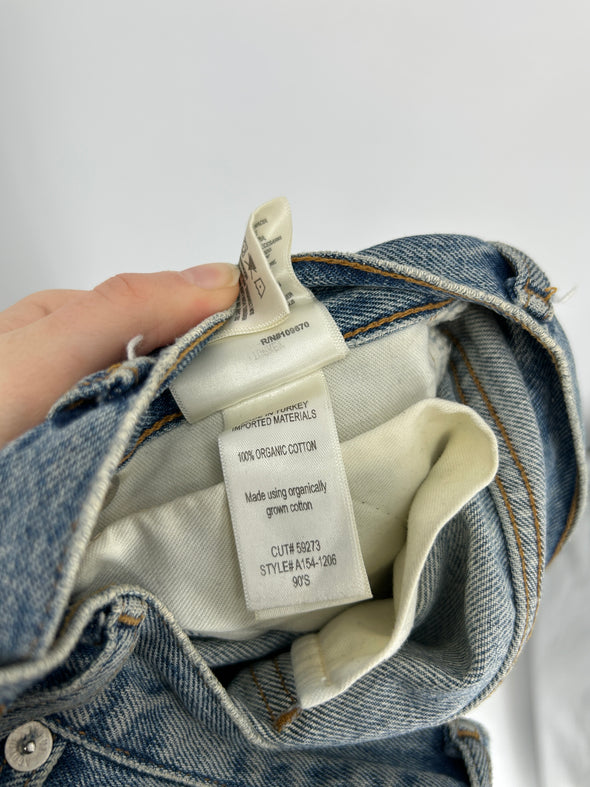 R/N#109870
IN TURKEY
IMPORTED MATERIALS
100% ORGANIC COTTON
Made using organically
grown cotton
CUT# 59273
STYLE# A154-1206
90'S